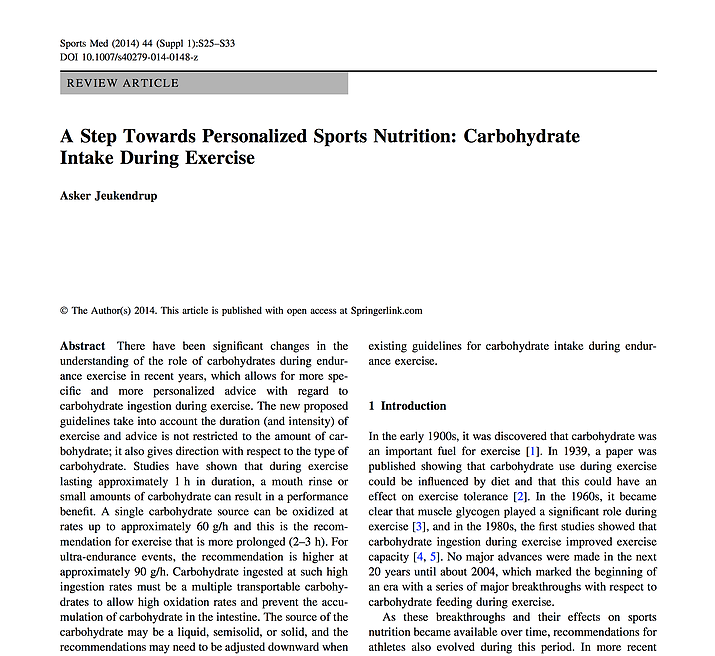 Sports Med (2014) 44 (Suppl 1):S25–S33
DOI 10.1007/s40279-014-0148-z
REVIEW ARTICLE
A Step Towards Personalized Sports Nutrition: Carbohydrate
Intake During Exercise
Asker Jeukendrup
© The Author(s) 2014. This article is published with open access at Springerlink.com
Abstract There have been significant changes in the
understanding of the role of carbohydrates during endur-
ance exercise in recent years, which allows for more spe-
cific and more personalized advice with regard to
carbohydrate ingestion during exercise. The new proposed
guidelines take into account the duration (and intensity) of
exercise and advice is not restricted to the amount of car-
bohydrate; it also gives direction with respect to the type of
carbohydrate. Studies have shown that during exercise
lasting approximately 1 h in duration, a mouth rinse or
small amounts of carbohydrate can result in a performance
benefit. A single carbohydrate source can be oxidized at
rates up to approximately 60 g/h and this is the recom-
mendation for exercise that is more prolonged (2–3 h). For
ultra-endurance events, the recommendation is higher at
approximately 90 g/h. Carbohydrate ingested at such high
ingestion rates must be a multiple transportable carbohy-
drates to allow high oxidation rates and prevent the accu-
mulation of carbohydrate in the intestine. The source of the
carbohydrate may be a liquid, semisolid, or solid, and the
recommendations may need to be adjusted downward when
existing guidelines for carbohydrate intake during endur-
ance exercise.
1 Introduction
In the early 1900s, it was discovered that carbohydrate was
an important fuel for exercise [1]. In 1939, a paper was
published showing that carbohydrate use during exercise
could be influenced by diet and that this could have an
effect on exercise tolerance [2]. In the 1960s, it became
clear that muscle glycogen played a significant role during
exercise [3], and in the 1980s, the first studies showed that
carbohydrate ingestion during exercise improved exercise
capacity [4, 5]. No major advances were made in the next
20 years until about 2004, which marked the beginning of
an era with a series of major breakthroughs with respect to
carbohydrate feeding during exercise.
As these breakthroughs and their effects on sports
nutrition became available over time, recommendations for
athletes also evolved during this period. In more recent